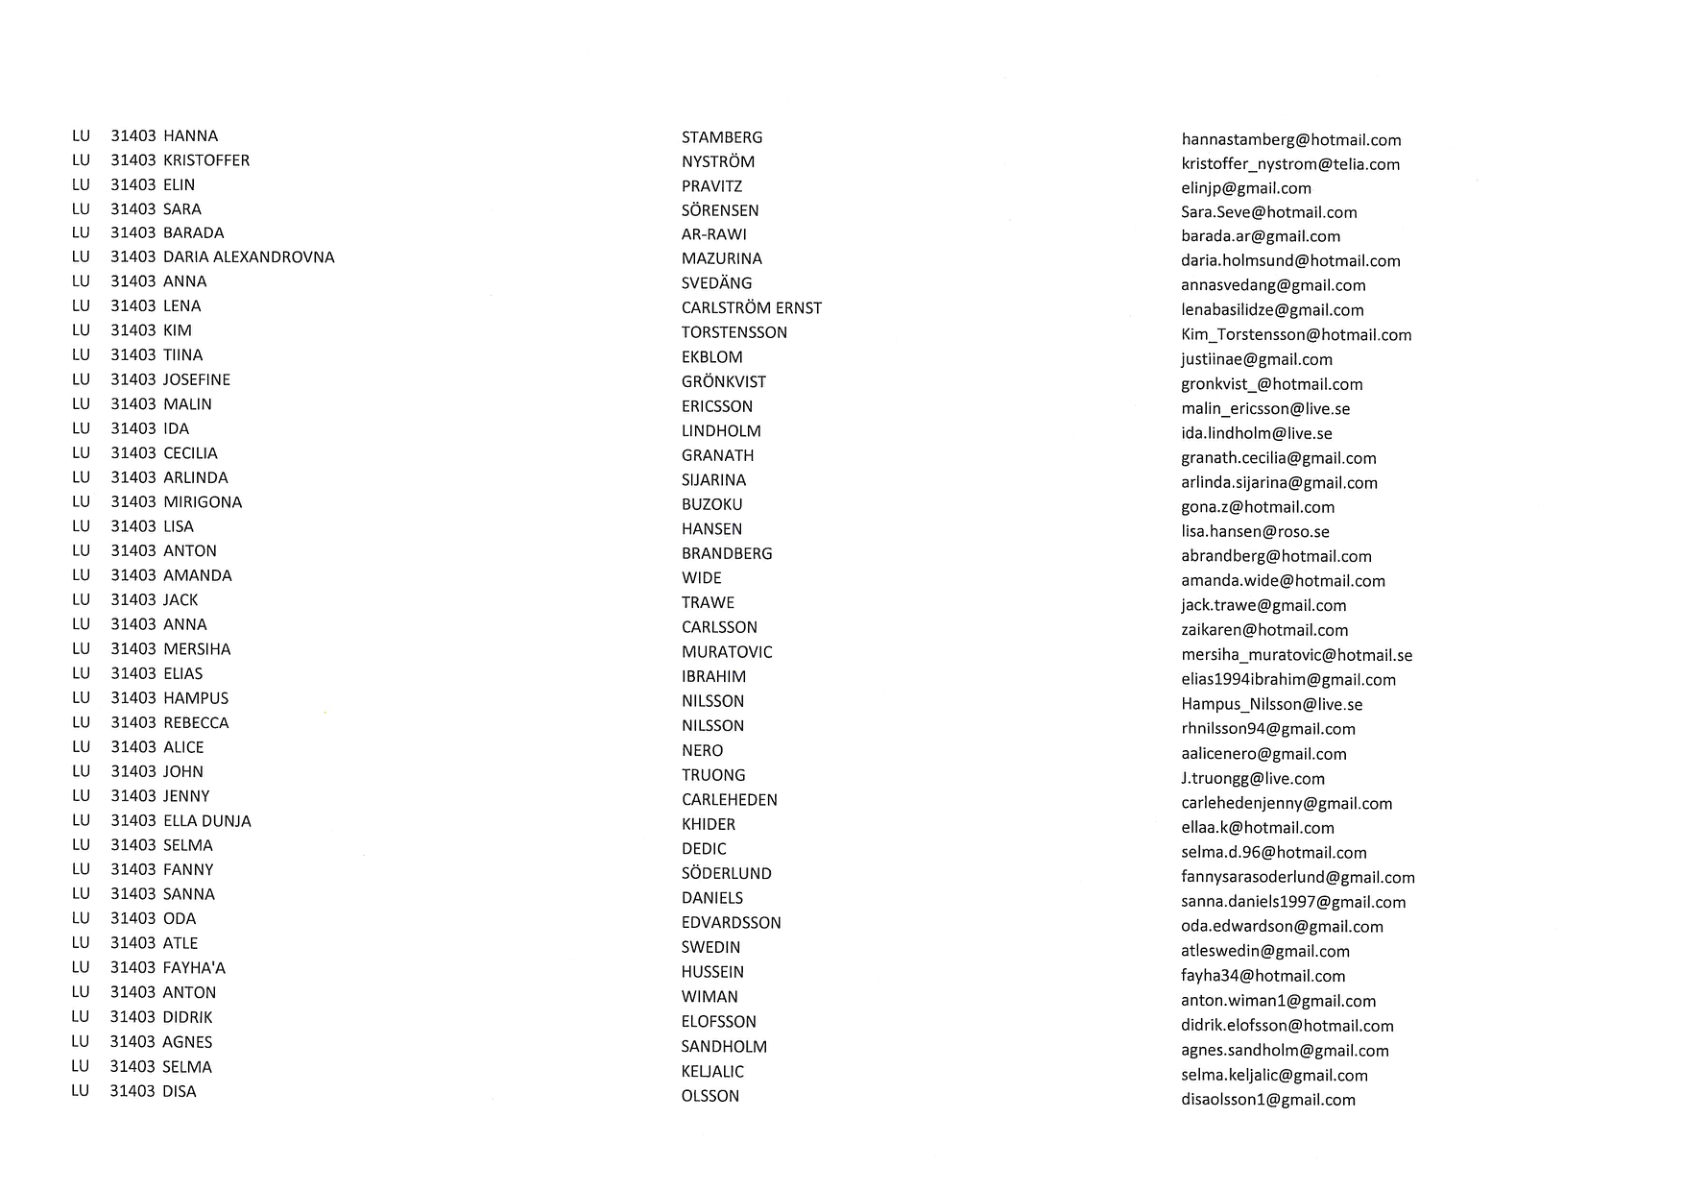 LU 31403 HANNA STAMBERG hannastamberg@hotmail.com
LU 31403 KRISTOFFER NYSTRÖM kristoffer_nystrom@telia.com
LU 31403 ELIN PRAVITZ elinjp@gmail.com
LU 31403 SARA SÖRENSEN Sara.Seve@hotmail.com
LU 31403 BARADA AR-RAWI barada.ar@gmail.com
LU 31403 DARIA ALEXANDROVNA MAZURINA daria.holmsund@hotmail.com
LU 31403 ANNA SVEDÄNG annasvedang@gmail.com
LU 31403 LENA CARLSTRÖM ERNST lenabasilidze@gmail.com
LU 31403 KIM TORSTENSSON Kim_Torstensson@hotmail.com
LU 31403 TIINA EKBLOM justiinae@gmail.com
LU 31403 JOSEFINE GRÖNKVIST gronkvist_@hotmail.com
LU 31403 MALIN ERICSSON malin_ericsson@live.se
LU 31403 IDA LINDHOLM ida.lindholm@live.se
LU 31403 CECILIA GRANATH granath.cecilia@gmail.com
LU 31403 ARLINDA SIJARINA arlinda.sijarina@gmail.com
LU 31403 MIRIGONA BUZOKU gona.z@hotmail.com
LU 31403 LISA HANSEN lisa.hansen@roso.se
LU 31403 ANTON BRANDBERG abrandberg@hotmail.com
LU 31403 AMANDA WIDE amanda.wide@hotmail.com
LU 31403 JACK TRAWE jack.trawe@gmail.com
LU 31403 ANNA CARLSSON zaikaren@hotmail.com
LU 31403 MERSIHA MURATOVIC mersiha_muratovic@hotmail.se
LU 31403 ELIAS IBRAHIM elias1994ibrahim@gmail.com
LU 31403 HAMPUS NILSSON Hampus_Nilsson@live.se
LU 31403 REBECCA NILSSON rhnilsson94@gmail.com
LU 31403 ALICE NERO aalicenero@gmail.com
LU 31403 JOHN TRUONG J.truongg@live.com
LU 31403 JENNY CARLEHEDEN carlehedenjenny@gmail.com
LU 31403 ELLA DUNJA KHIDER ellaa.k@hotmail.com
LU 31403 SELMA DEDIC selma.d.96@hotmail.com
LU 31403 FANNY SÖDERLUND fannysarasoderlund@gmail.com
LU 31403 SANNA DANIELS sanna.daniels1997@gmail.com
LU 31403 ODA EDVARDSSON oda.edwardson@gmail.com
LU 31403 ATLE SWEDIN atleswedin@gmail.com
LU 31403 FAYHA'A HUSSEIN fayha34@hotmail.com
LU 31403 ANTON WIMAN anton.wiman1@gmail.com
LU 31403 DIDRIK ELOFSSON didrik.elofsson@hotmail.com
LU 31403 AGNES SANDHOLM agnes.sandholm@gmail.com
LU 31403 SELMA KELJALIC selma.keljalic@gmail.com
LU 31403 DISA OLSSON disaolsson1@gmail.com